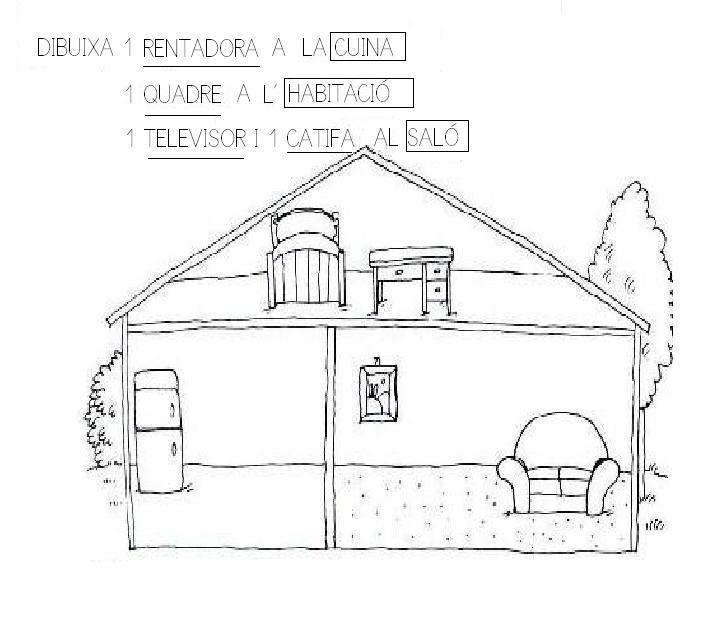 DIBUIXA 1 RENTADORA A LA CUINA
1 QUADRE A L' HABITACIÓ
1 TELEVISOR I 1 CATIFA AL SALÓ